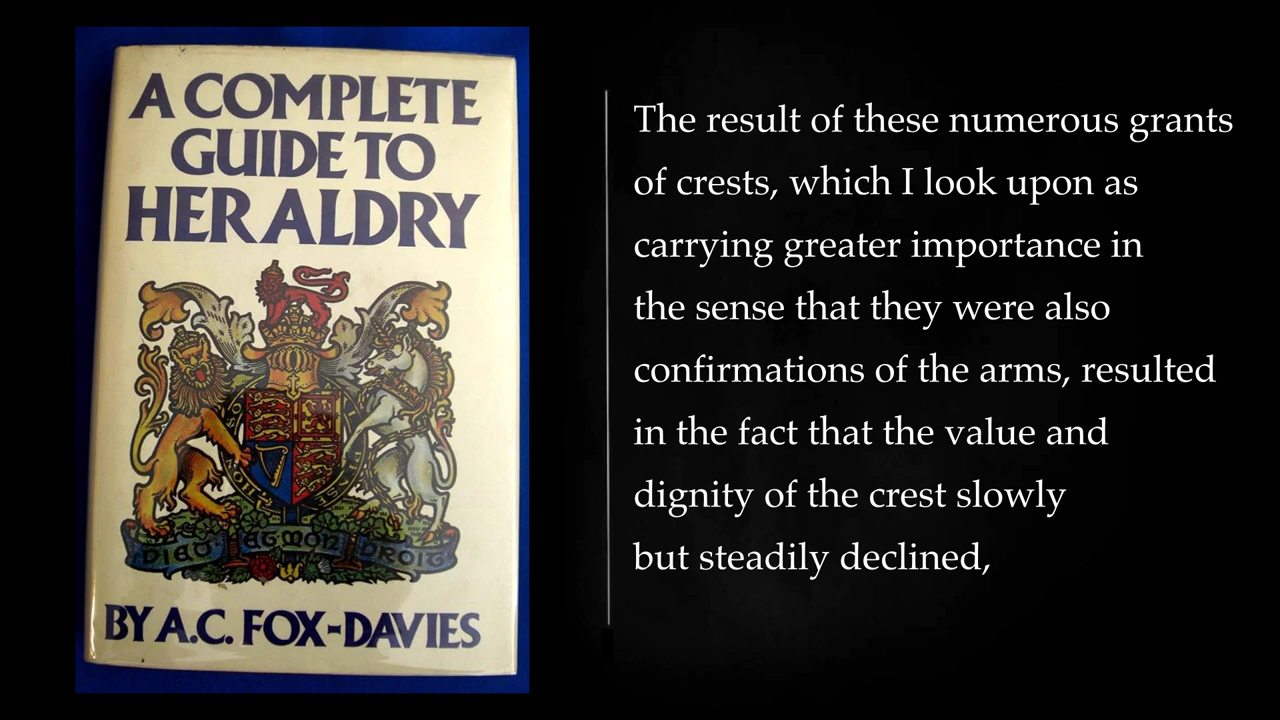 A COMPLETE
GUIDE TO
HERALDRY
DIEU ET MON DROIT
BY A.C. FOX-DAVIES
The result of these numerous grants
of crests, which I look upon as
carrying greater importance in
the sense that they were also
confirmations of the arms, resulted
in the fact that the value and
dignity of the crest slowly
but steadily declined,